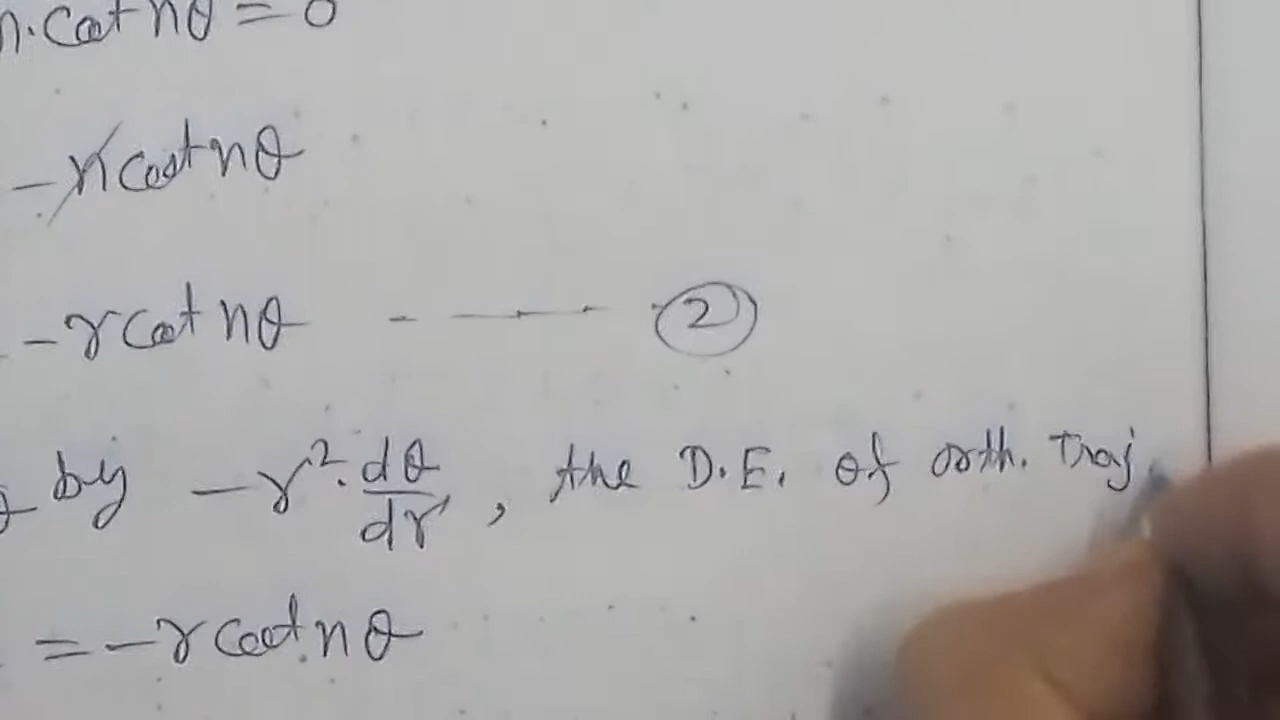 n.cot nθ = 0
-n cot nθ
-r cot nθ - — — — ②
by -r². dθ/dr, the D.E. of orth. Traj.
= -r cot nθ